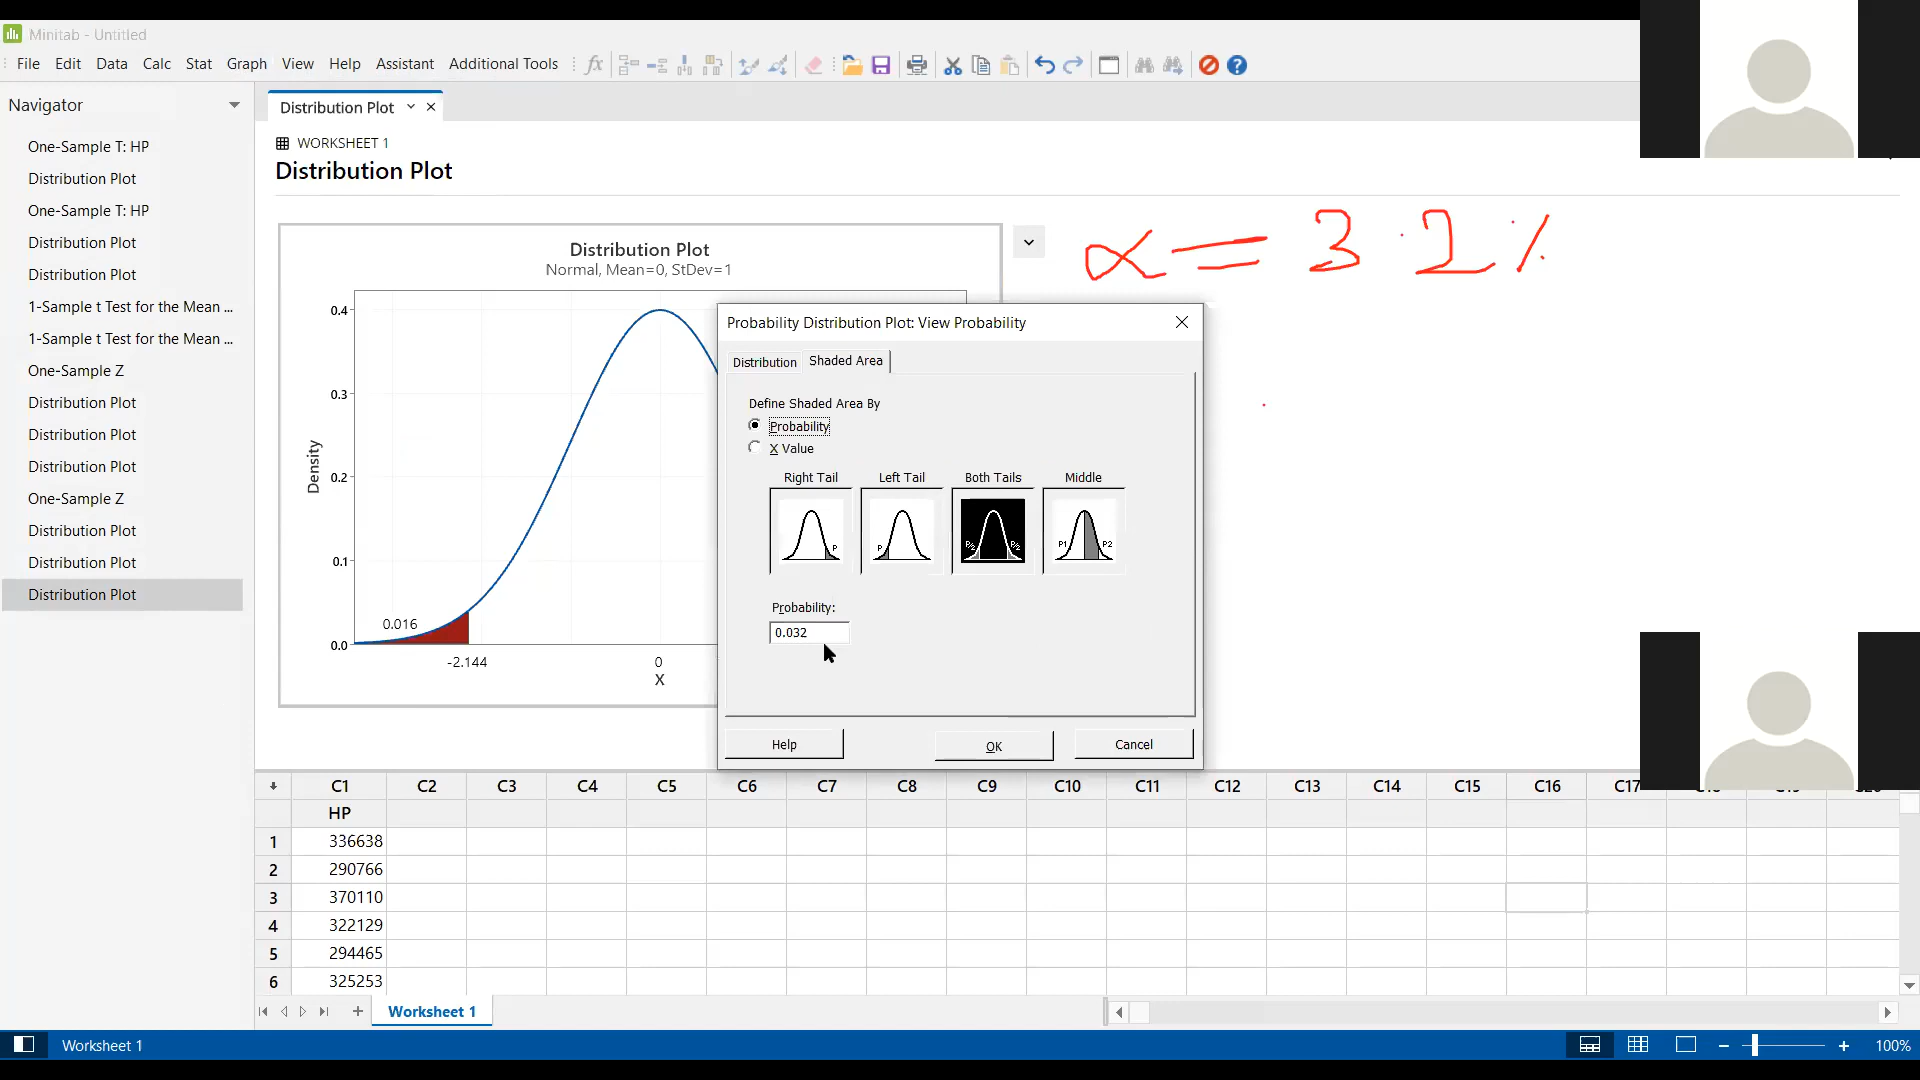 Minitab - Untitled
File Edit Data Calc Stat Graph View Help Assistant Additional Tools fx
Navigator
One-Sample T: HP
Distribution Plot
One-Sample T: HP
Distribution Plot
Distribution Plot
1-Sample t Test for the Mean ...
1-Sample t Test for the Mean ...
One-Sample Z
Distribution Plot
Distribution Plot
Distribution Plot
One-Sample Z
Distribution Plot
Distribution Plot
Distribution Plot
Distribution Plot
WORKSHEET 1
Distribution Plot
α = 3.2 %
Distribution Plot
Normal, Mean=0, StDev=1
0.4
0.3
0.2
0.1
0.0
Density
0.016
-2.144 0
X
Probability Distribution Plot: View Probability
Distribution Shaded Area
Define Shaded Area By
Probability
X Value
Right Tail Left Tail Both Tails Middle
P P P/2 P/2 P1 P2
Probability:
0.032
Help OK Cancel
C1 C2 C3 C4 C5 C6 C7 C8 C9 C10 C11 C12 C13 C14 C15 C16 C17
HP
1 336638
2 290766
3 370110
4 322129
5 294465
6 325253
+ Worksheet 1
Worksheet 1 100%